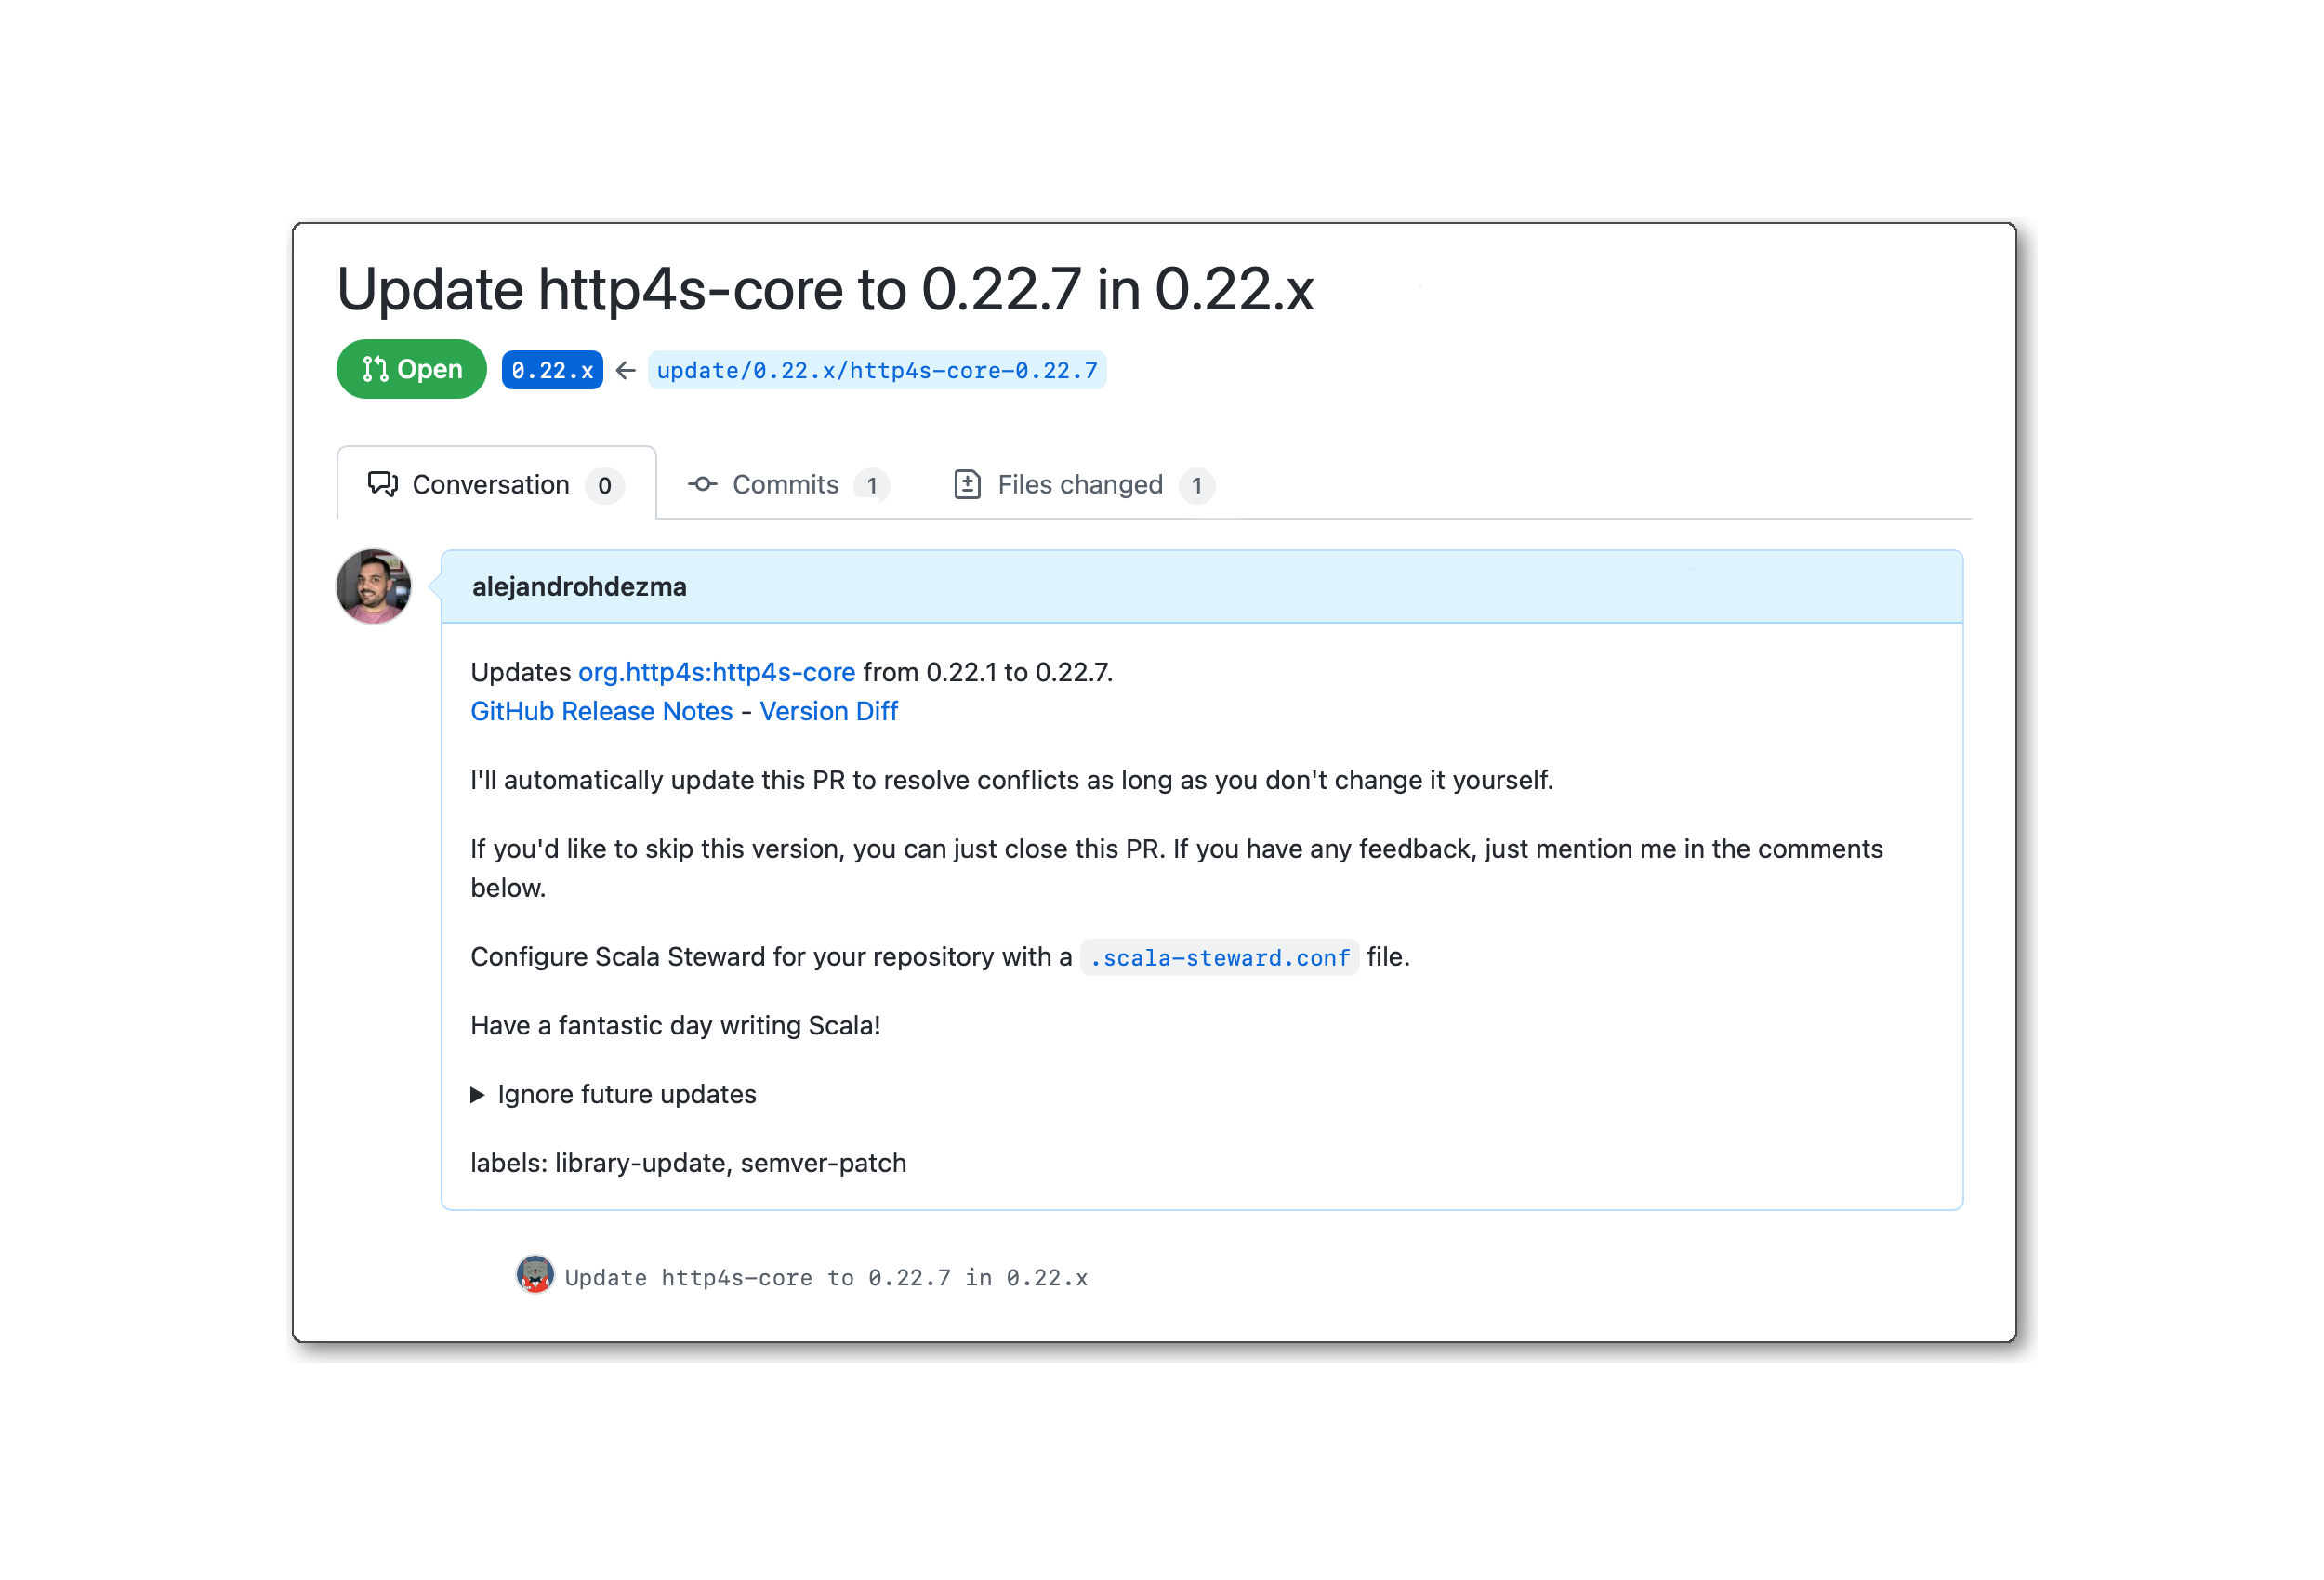 Update http4s-core to 0.22.7 in 0.22.x
Open 0.22.x ← update/0.22.x/http4s-core-0.22.7
Conversation 0 Commits 1 Files changed 1
alejandrohdezma
Updates org.http4s:http4s-core from 0.22.1 to 0.22.7.
GitHub Release Notes - Version Diff
I'll automatically update this PR to resolve conflicts as long as you don't change it yourself.
If you'd like to skip this version, you can just close this PR. If you have any feedback, just mention me in the comments
below.
Configure Scala Steward for your repository with a .scala-steward.conf file.
Have a fantastic day writing Scala!
Ignore future updates
labels: library-update, semver-patch
Update http4s-core to 0.22.7 in 0.22.x